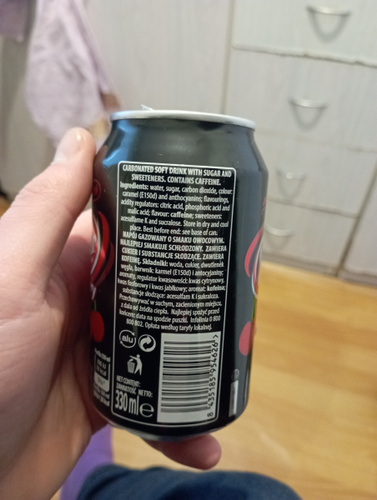 CARBONATED SOFT DRINK WITH SUGAR AND
SWEETENERS. CONTAINS CAFFEINE.
Ingredients: water, sugar, carbon dioxide, colour:
caramel (E150d) and anthocyanins; flavourings,
acidity regulators: citric acid, phosphoric acid and
malic acid; flavour: caffeine; sweeteners:
acesulfame K and sucralose. Store in dry and cool
place. Best before end: see base of can.
NAPÓJ GAZOWANY O SMAKU OWOCOWYM.
NAJLEPIEJ SMAKUJE SCHŁODZONY. ZAWIERA
CUKIER I SUBSTANCJE SŁODZĄCE. ZAWIERA
KOFEINĘ. Składniki: woda, cukier, dwutlenek
węgla, barwnik: karmel (E150d) i antocyjaniny;
aromaty, regulator kwasowości: kwas cytrynowy,
kwas fosforowy i kwas jabłkowy; aromat: kofeina;
substancje słodzące: acesulfam K i sukraloza.
Przechowywać w suchym, zacienionym miejscu,
z dala od źródła ciepła. Najlepiej spożyć przed
końcem: data na spodzie puszki. Infolinia 0 800
800 802. Opłata według taryfy lokalnej.
alu
NET CONTENT:
ZAWARTOŚĆ NETTO:
330 ml e